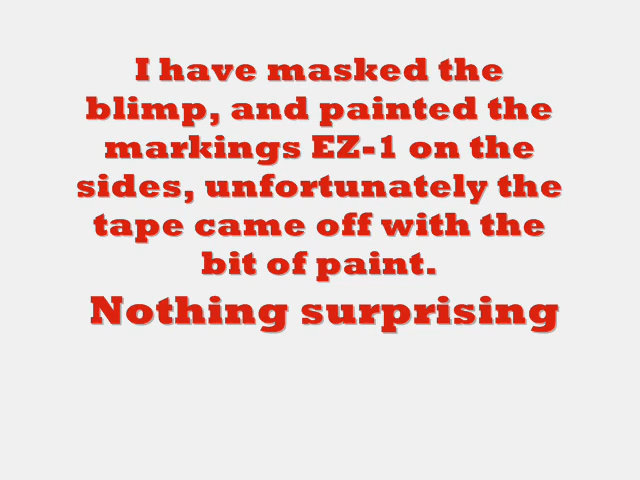 I have masked the
blimp, and painted the
markings EZ-1 on the
sides, unfortunately the
tape came off with the
bit of paint.
Nothing surprising